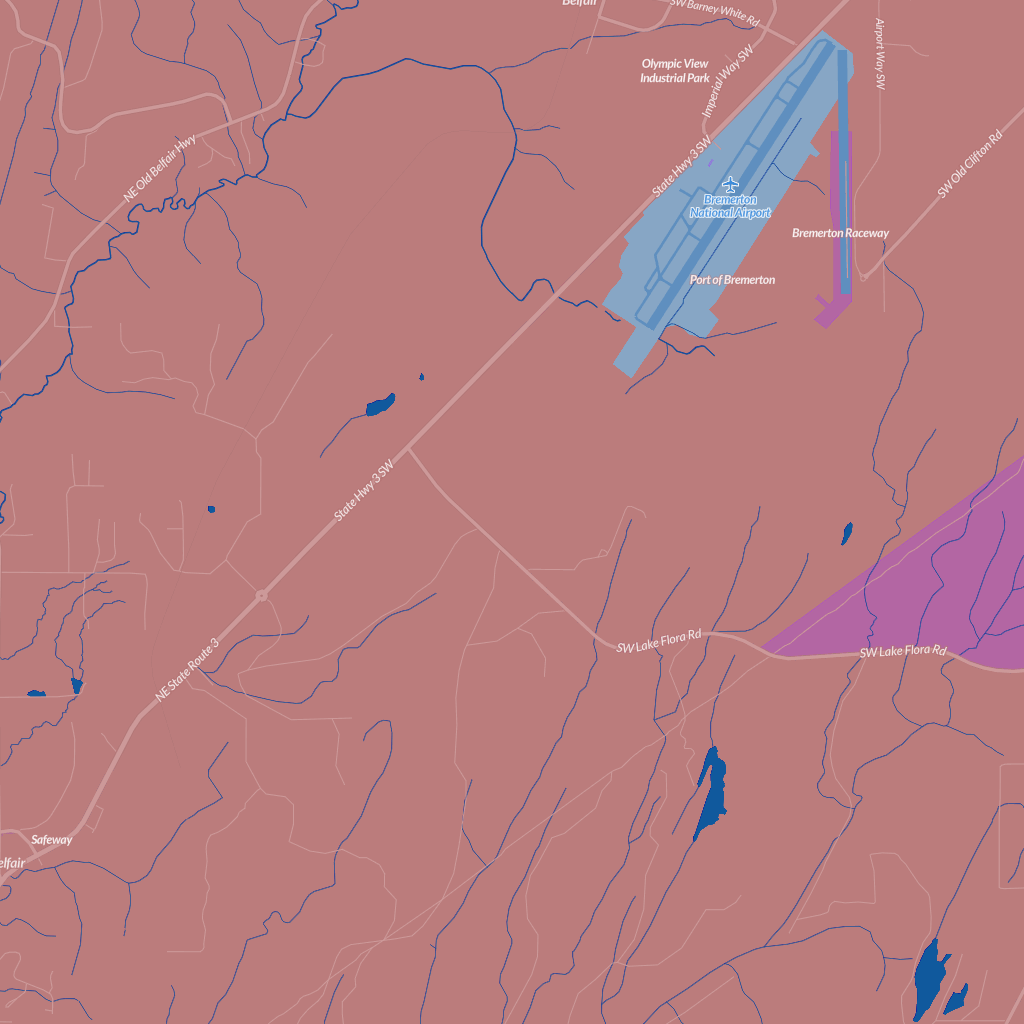 Belfair
SW Barney White Rd
Airport Way SW
Olympic View
Industrial Park
Imperial Way SW
NE Old Belfair Hwy
State Hwy 3 SW
SW Old Clifton Rd
Bremerton
National Airport
Bremerton Raceway
Port of Bremerton
State Hwy 3 SW
SW Lake Flora Rd
SW Lake Flora Rd
NE State Route 3
Safeway
elfair